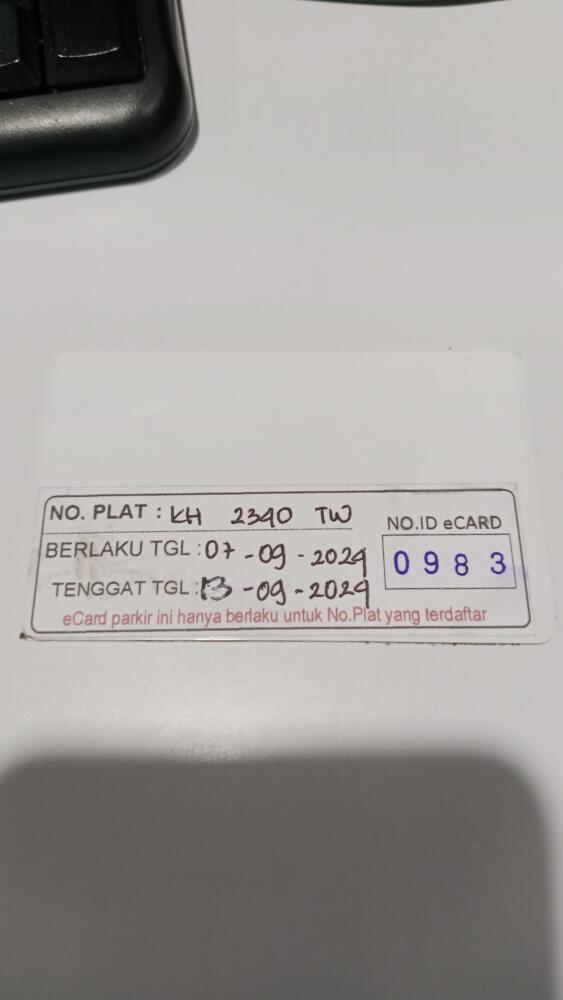 NO. PLAT : KH 2340 TW
NO.ID eCARD
BERLAKU TGL : 07 - 09 - 2024
0983
TENGGAT TGL : 13 - 09 - 2024
eCard parkir ini hanya berlaku untuk No.Plat yang terdaftar